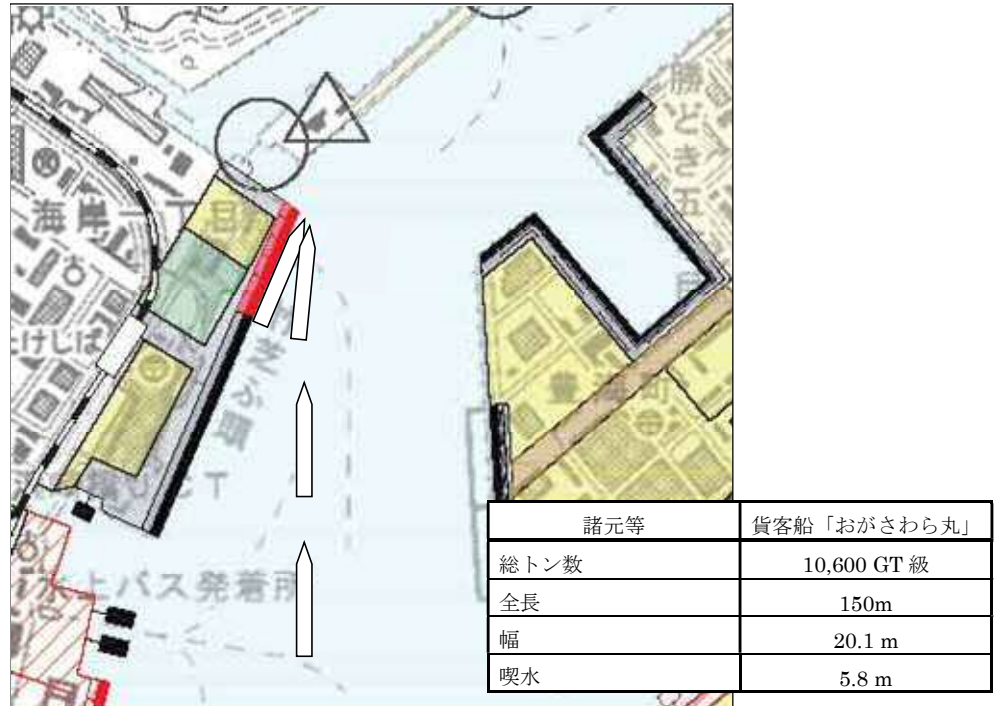 海岸一丁目
勝どき五
けしば
芝ふ頭
豊海町
水上バス発着所
諸元等 貨客船「おがさわら丸」
総トン数 10,600 GT 級
全長 150m
幅 20.1 m
喫水 5.8 m